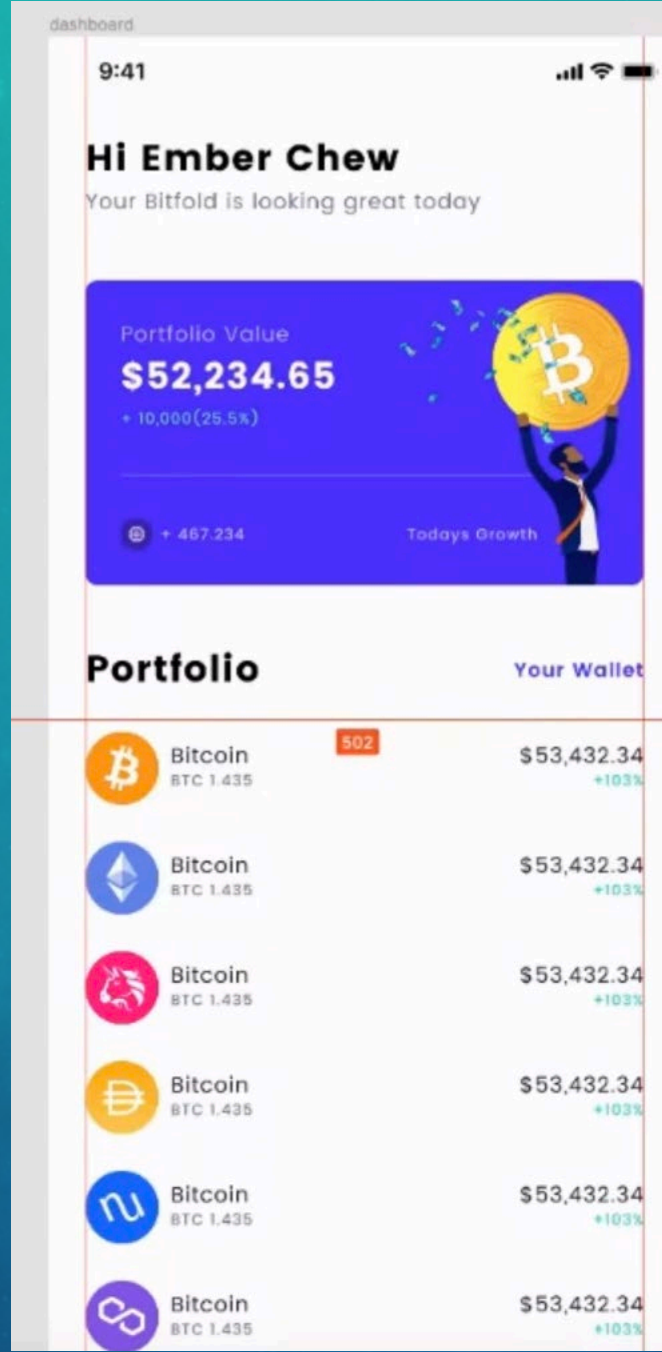 dashboard
9:41
Hi Ember Chew
Your Bitfold is looking great today
Portfolio Value
$52,234.65
+ 10,000(25.5%)
+ 467.234 Todays Growth
Portfolio Your Wallet
502
Bitcoin $53,432.34
BTC 1.435 +103%
Bitcoin $53,432.34
BTC 1.435 +103%
Bitcoin $53,432.34
BTC 1.435 +103%
Bitcoin $53,432.34
BTC 1.435 +103%
Bitcoin $53,432.34
BTC 1.435 +103%
Bitcoin $53,432.34
BTC 1.435 +103%